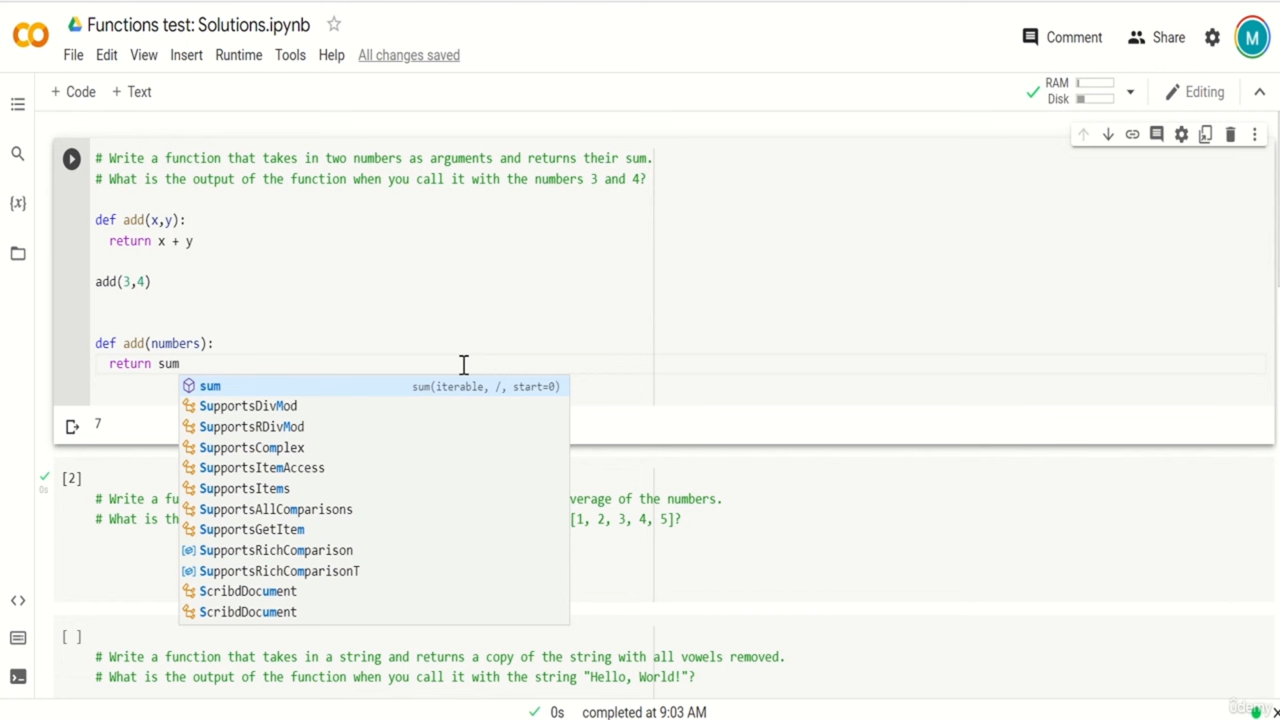 Functions test: Solutions.ipynb
Comment
Share
M
File Edit View Insert Runtime Tools Help All changes saved
+ Code + Text
RAM
Disk
Editing
# Write a function that takes in two numbers as arguments and returns their sum.
# What is the output of the function when you call it with the numbers 3 and 4?
{x}
def add(x,y):
return x + y
add(3,4)
def add(numbers):
return sum
sum sum(iterable, /, start=0)
SupportsDivMod
7
SupportsRDivMod
SupportsComplex
SupportsItemAccess
[2]
0s
SupportsItems
# Write a fu verage of the numbers.
SupportsAllComparisons
# What is th [1, 2, 3, 4, 5]?
SupportsGetItem
SupportsRichComparison
SupportsRichComparisonT
ScribdDocument
ScribdDocument
[ ]
# Write a function that takes in a string and returns a copy of the string with all vowels removed.
# What is the output of the function when you call it with the string "Hello, World!"?
0s completed at 9:03 AM
udemy